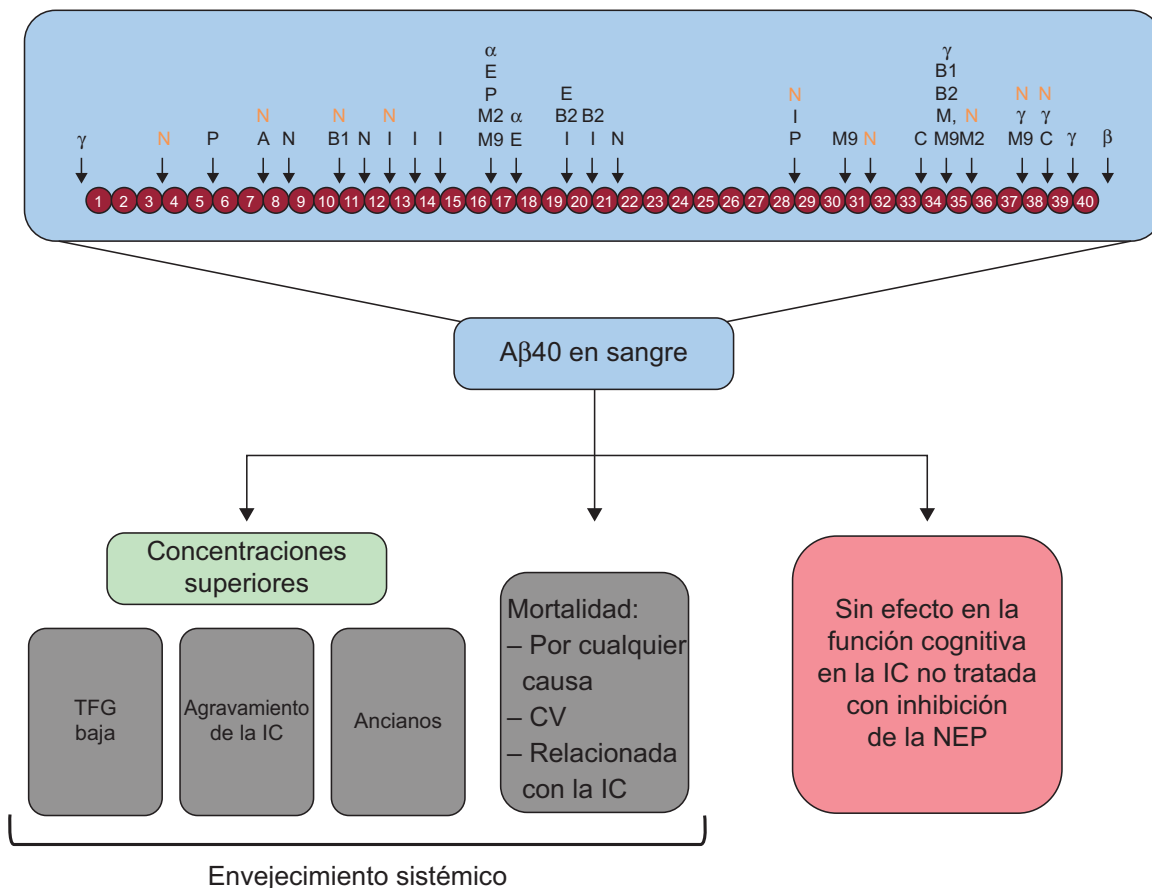 α
E γ
P B1
N E M2 B2 N N
N N N I B2 B2 M, N γ γ
γ N P A N B1 N I I I M9 E I I N P M9 N C M9 M2 M9 C γ β
1 2 3 4 5 6 7 8 9 10 11 12 13 14 15 16 17 18 19 20 21 22 23 24 25 26 27 28 29 30 31 32 33 34 35 36 37 38 39 40
Aβ40 en sangre
Concentraciones
superiores
TFG
baja
Agravamiento
de la IC
Ancianos
Mortalidad:
– Por cualquier
causa
– CV
– Relacionada
con la IC
Sin efecto en la
función cognitiva
en la IC no tratada
con inhibición
de la NEP
Envejecimiento sistémico